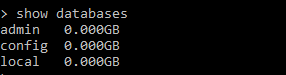 > show databases
admin   0.000GB
config  0.000GB
local   0.000GB